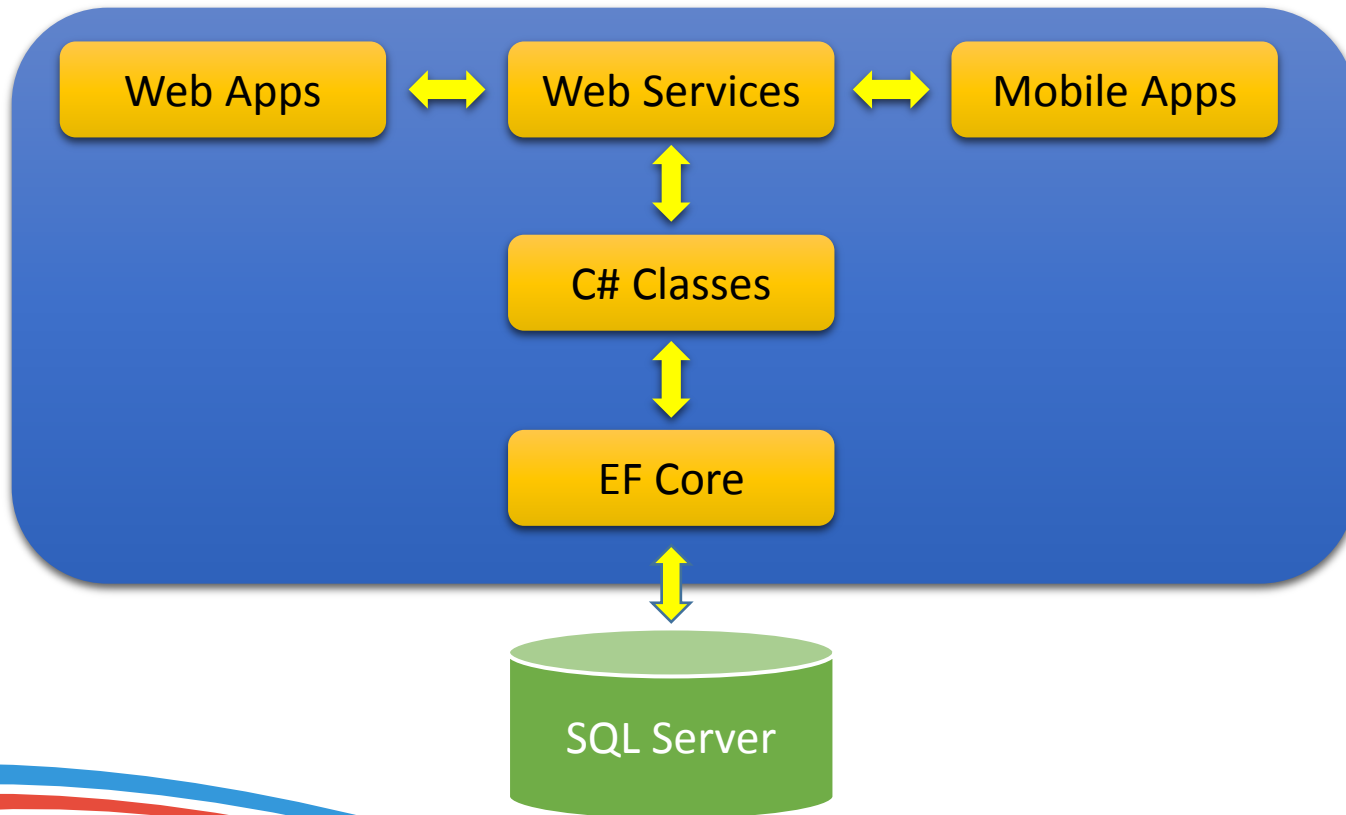 Web Apps
Web Services
Mobile Apps
C# Classes
EF Core
SQL Server